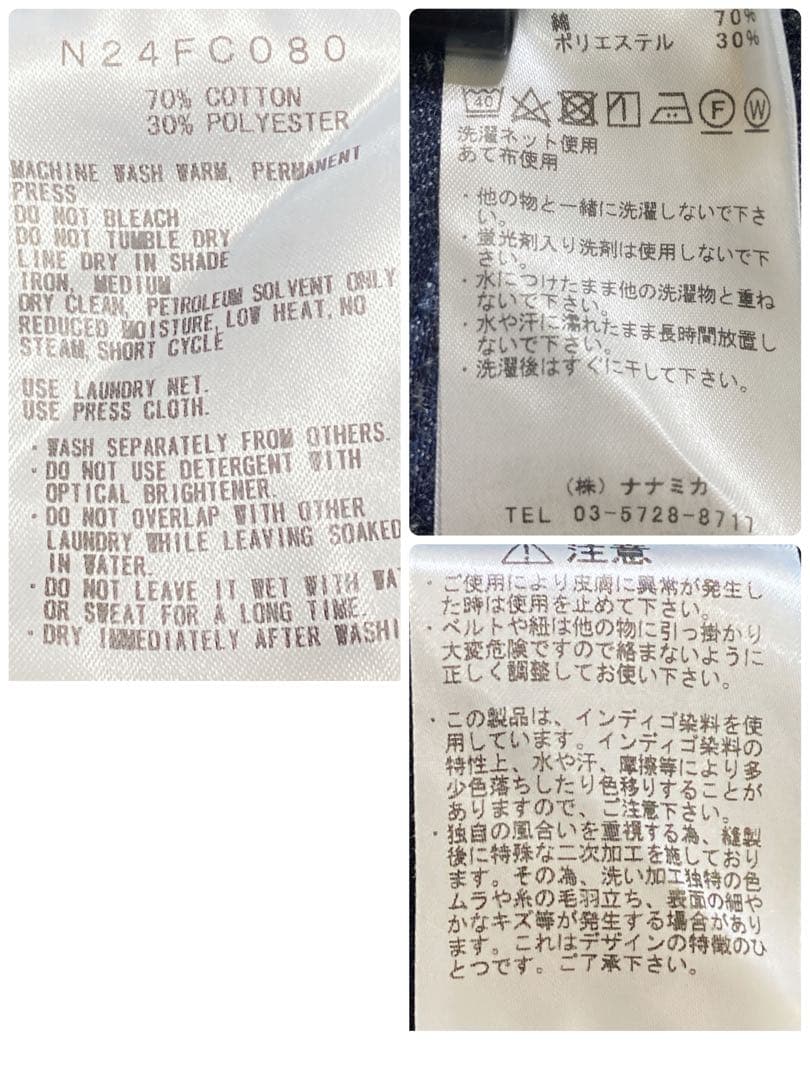 N24FC080
70% COTTON
30% POLYESTER
MACHINE WASH WARM, PERMANENT
PRESS
DO NOT BLEACH
DO NOT TUMBLE DRY
LINE DRY IN SHADE
IRON, MEDIUM
DRY CLEAN, PETROLEUM SOLVENT ONLY
REDUCED MOISTURE, LOW HEAT, NO
STEAM, SHORT CYCLE
USE LAUNDRY NET.
USE PRESS CLOTH.
・WASH SEPARATELY FROM OTHERS.
・DO NOT USE DETERGENT WITH
OPTICAL BRIGHTENER.
・DO NOT OVERLAP WITH OTHER
LAUNDRY WHILE LEAVING SOAKED
IN WATER.
・DO NOT LEAVE IT WET WITH WA
OR SWEAT FOR A LONG TIME.
・DRY IMMEDIATELY AFTER WASHI
綿 70%
ポリエステル 30%
40 F W
洗濯ネット使用
あて布使用
・他の物と一緒に洗濯しないで下さ
い。
・蛍光剤入り洗剤は使用しないで下
さい。
・水につけたまま他の洗濯物と重ね
ないで下さい。
・水や汗に濡れたまま長時間放置し
ないで下さい。
・洗濯後はすぐに干して下さい。
(株) ナナミカ
TEL 03-5728-8711
注意
・ご使用により皮膚に異常が発生し
た時は使用を止めて下さい。
・ベルトや紐は他の物に引っ掛かり
大変危険ですので絡まないように
正しく調整してお使い下さい。
・この製品は、インディゴ染料を使
用しています。インディゴ染料の
特性上、水や汗、摩擦等により多
少色落ちしたり色移りすることが
ありますので、ご注意下さい。
・独自の風合いを重視する為、縫製
後に特殊な二次加工を施しており
ます。その為、洗い加工独特の色
ムラや糸の毛羽立ち、表面の細や
かなキズ等が発生する場合があり
ます。これはデザインの特徴のひ
とつです。ご了承下さい。